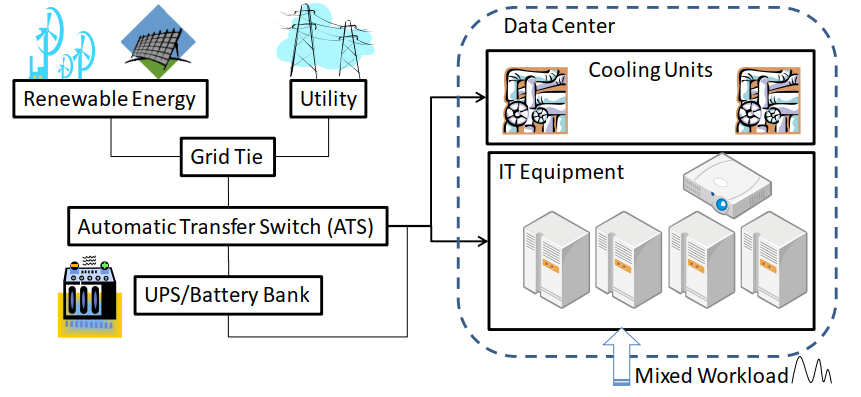 Data Center
Renewable Energy
Utility
Cooling Units
Grid Tie
IT Equipment
Automatic Transfer Switch (ATS)
UPS/Battery Bank
Mixed Workload